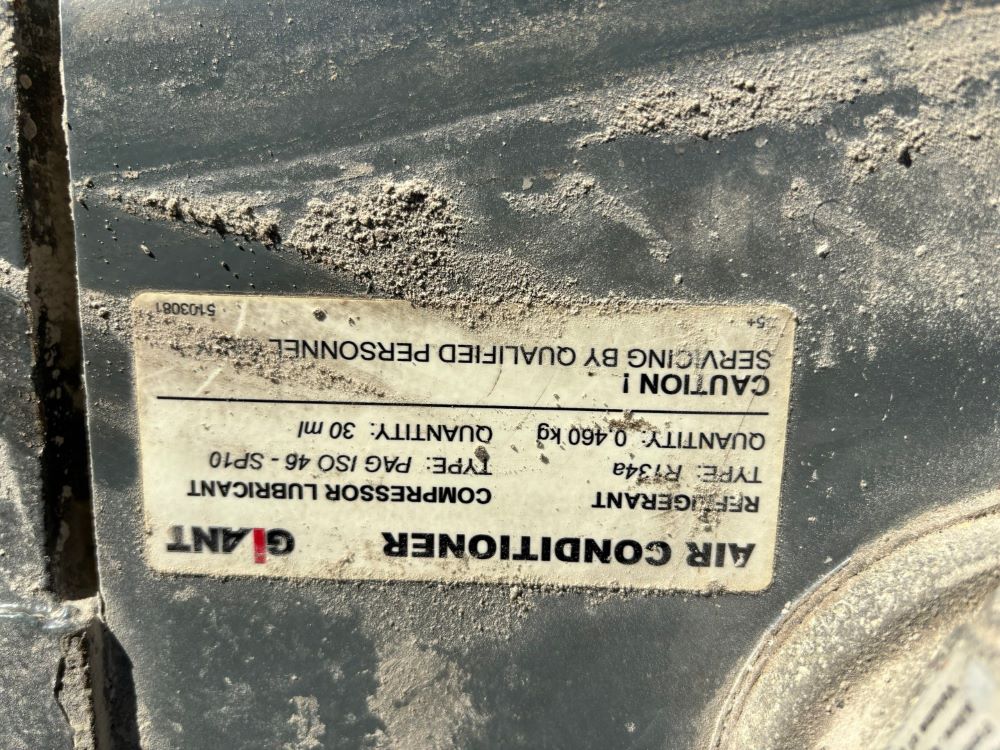 AIR CONDITIONER GiANT
REFRIGERANT COMPRESSOR LUBRICANT
TYPE: R134a TYPE: PAG ISO 46 - SP10
QUANTITY: 0.460 kg QUANTITY: 30 ml
CAUTION !
SERVICING BY QUALIFIED PERSONNEL
5103081